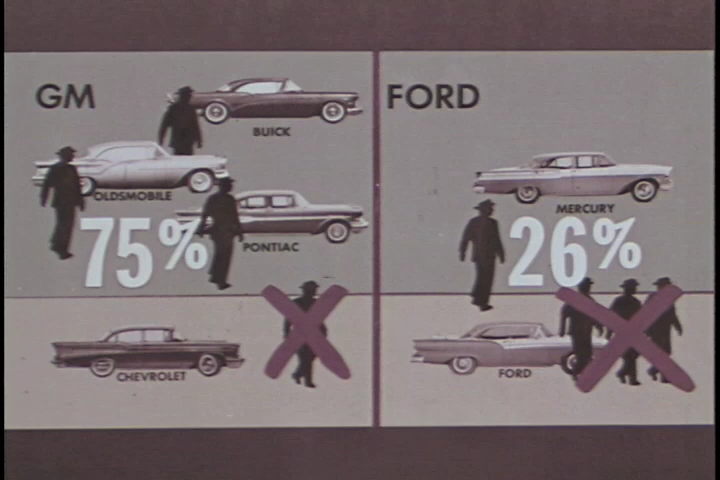 GM
BUICK
OLDSMOBILE
75%
PONTIAC
CHEVROLET
FORD
MERCURY
26%
FORD